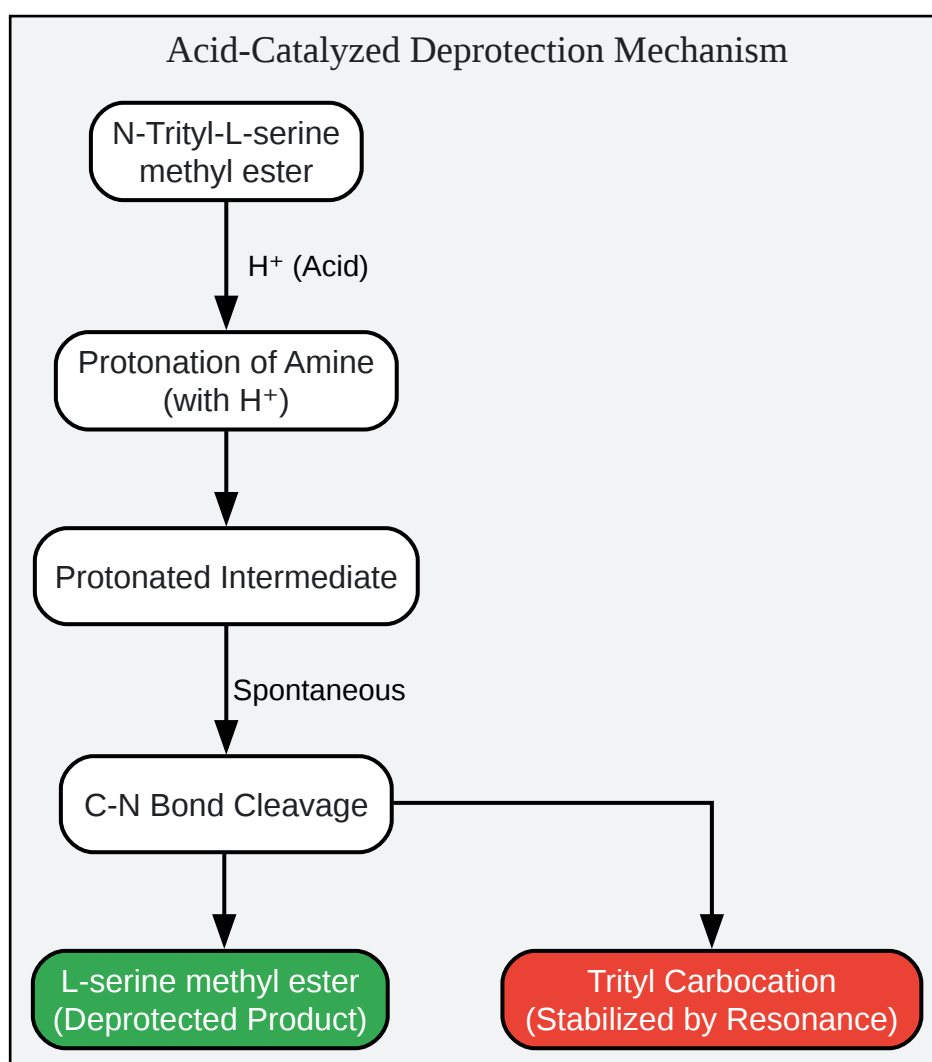 Acid-Catalyzed Deprotection Mechanism
N-Trityl-L-serine
methyl ester
H⁺ (Acid)
Protonation of Amine
(with H⁺)
Protonated Intermediate
Spontaneous
C-N Bond Cleavage
L-serine methyl ester
(Deprotected Product)
Trityl Carbocation
(Stabilized by Resonance)